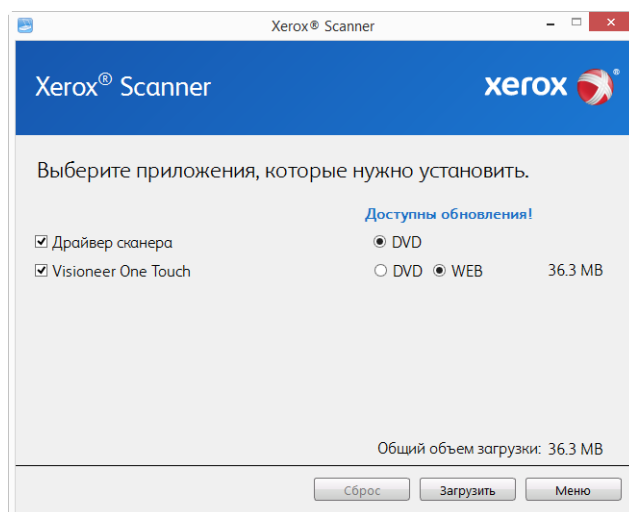 Xerox® Scanner
Xerox® Scanner
xerox®
Выберите приложения, которые нужно установить.
Доступны обновления!
Драйвер сканера DVD
Visioneer One Touch DVD WEB 36.3 MB
Общий объем загрузки: 36.3 MB
Сброс Загрузить Меню